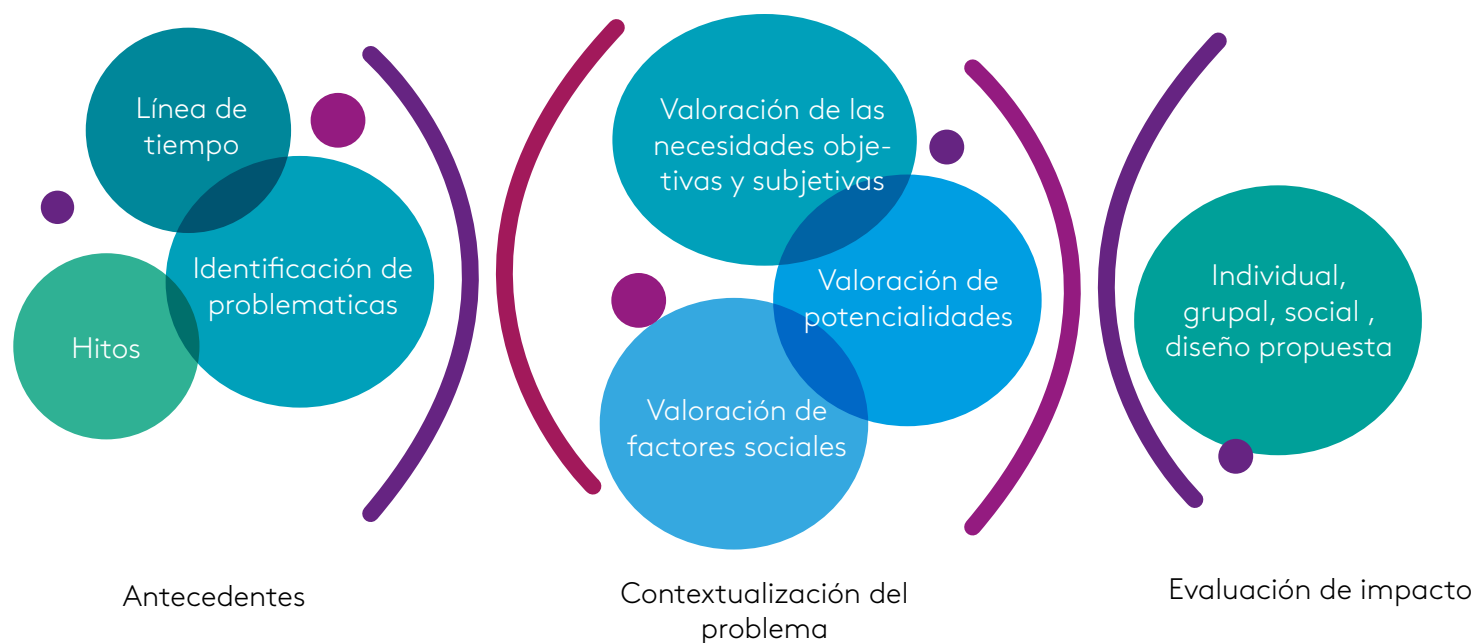 Línea de
tiempo
Identificación de
problematicas
Hitos
Antecedentes
Valoración de las
necesidades obje-
tivas y subjetivas
Valoración de
potencialidades
Valoración de
factores sociales
Contextualización del
problema
Individual,
grupal, social ,
diseño propuesta
Evaluación de impacto